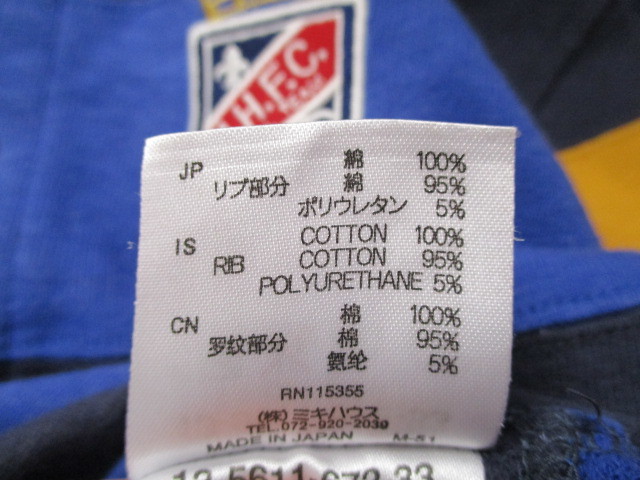 H.F.C.
JP 綿 100%
リブ部分 綿 95%
ポリウレタン 5%
IS COTTON 100%
RIB COTTON 95%
POLYURETHANE 5%
CN 棉 100%
罗纹部分 棉 95%
氨纶 5%
RN115355
(株)ミキハウス
TEL.072-920-2039
MADE IN JAPAN M-51